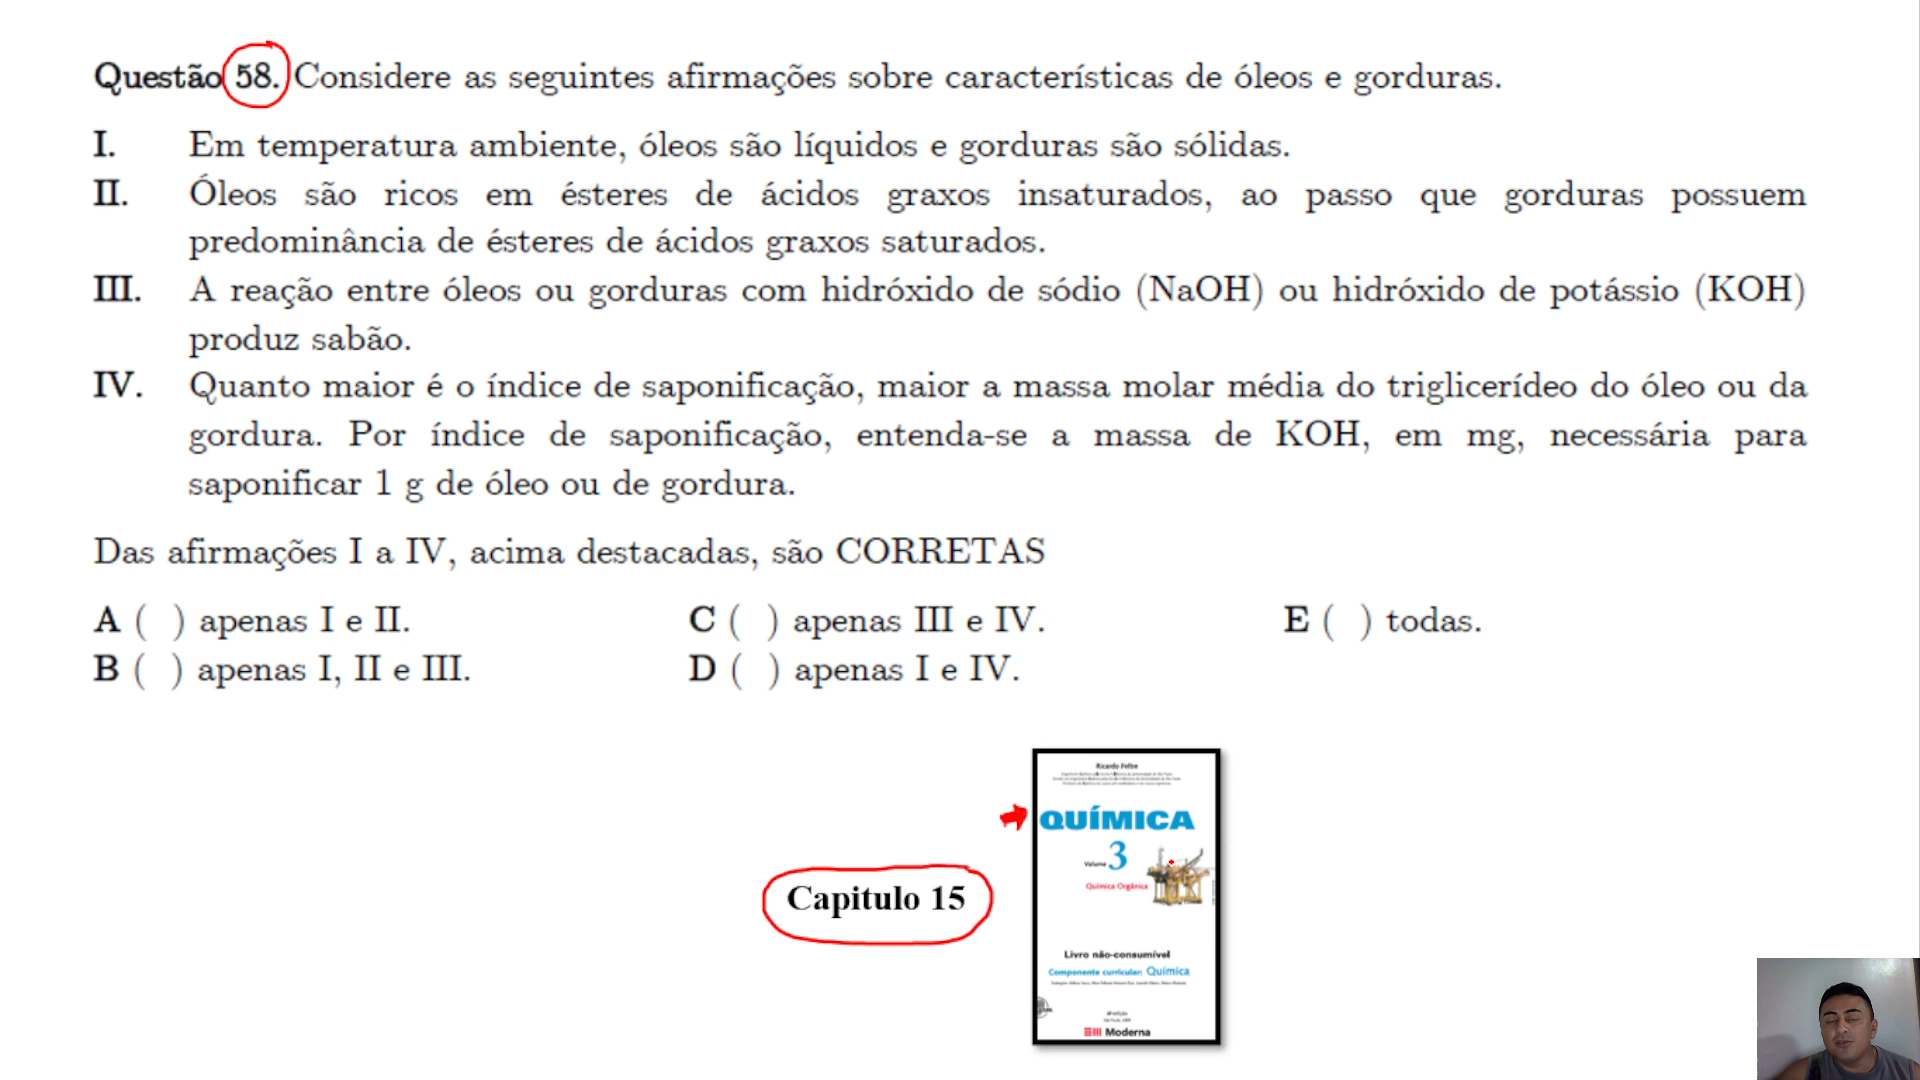 Questão 58. Considere as seguintes afirmações sobre características de óleos e gorduras.
I. Em temperatura ambiente, óleos são líquidos e gorduras são sólidas.
II. Óleos são ricos em ésteres de ácidos graxos insaturados, ao passo que gorduras possuem
predominância de ésteres de ácidos graxos saturados.
III. A reação entre óleos ou gorduras com hidróxido de sódio (NaOH) ou hidróxido de potássio (KOH)
produz sabão.
IV. Quanto maior é o índice de saponificação, maior a massa molar média do triglicerídeo do óleo ou da
gordura. Por índice de saponificação, entenda-se a massa de KOH, em mg, necessária para
saponificar 1 g de óleo ou de gordura.
Das afirmações I a IV, acima destacadas, são CORRETAS
A ( ) apenas I e II. C ( ) apenas III e IV. E ( ) todas.
B ( ) apenas I, II e III. D ( ) apenas I e IV.
Capitulo 15
Ricardo Feltre
QUÍMICA
Volume 3
Química Orgânica
Livro não-consumível
Componente curricular: Química
Moderna